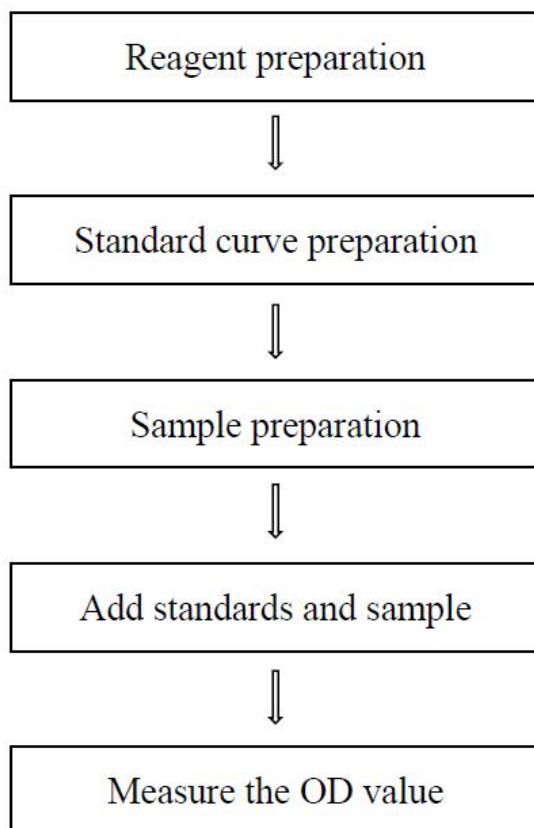 Reagent preparation
Standard curve preparation
Sample preparation
Add standards and sample
Measure the OD value